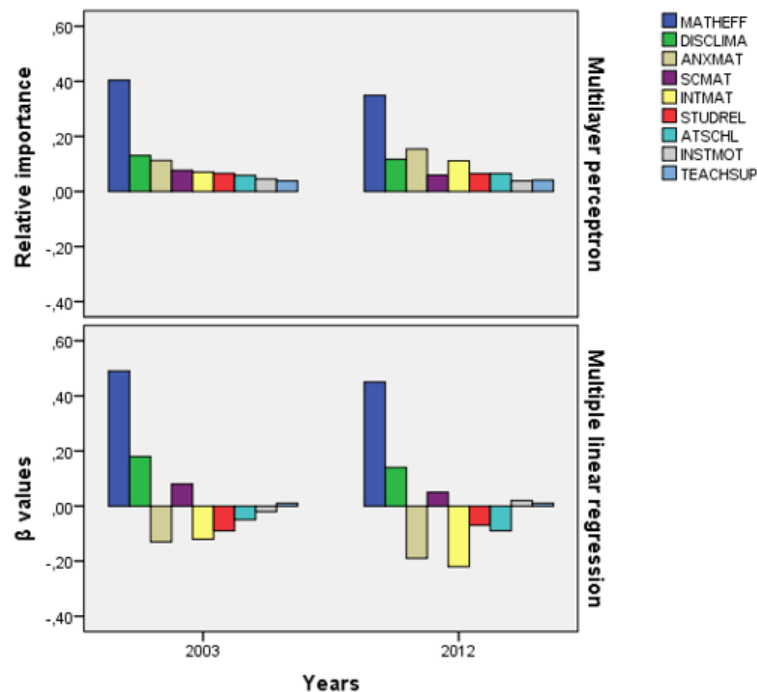 ,60
,40
,20
,00
-,20
-,40
Relative importance
Multilayer perceptron
MATHEFF
DISCLIMA
ANXMAT
SCMAT
INTMAT
STUDREL
ATSCHL
INSTMOT
TEACHSUP
,60
,40
,20
,00
-,20
-,40
β values
Multiple linear regression
2003
2012
Years